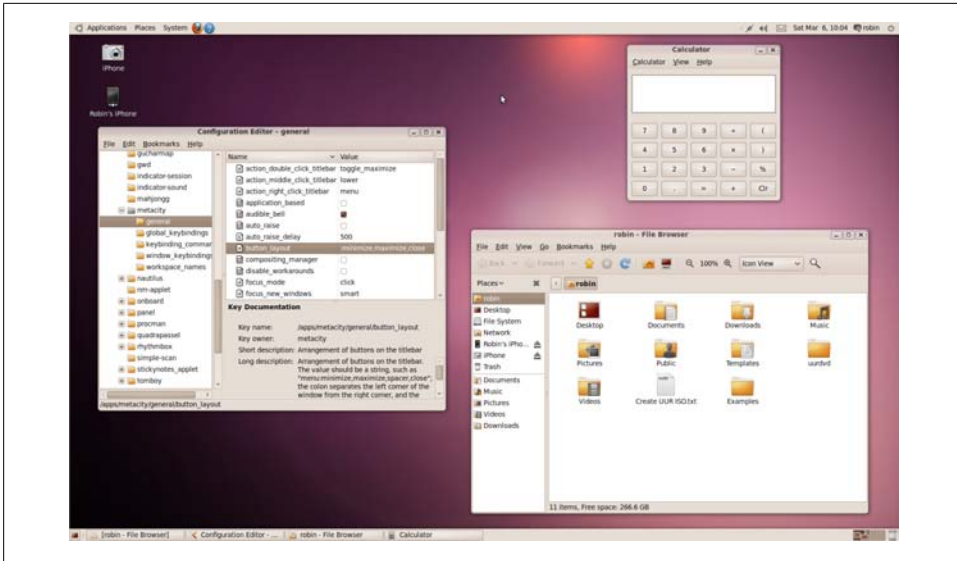 Applications Places System
Sat Mar 6, 10:04 robin
iPhone
Robin's iPhone
Calculator
Calculator View Help
7 8 9 ÷ (
4 5 6 × )
1 2 3 − %
0 . = + Clr
Configuration Editor - general
File Edit Bookmarks Help
gucharmap
gwd
indicator-session
indicator-sound
mahjongg
metacity
general
global_keybindings
keybinding_comman
window_keybindings
workspace_names
nautilus
nm-applet
onboard
panel
procman
quadrapassel
rhythmbox
simple-scan
stickynotes_applet
tomboy
Name Value
action_double_click_titlebar toggle_maximize
action_middle_click_titlebar lower
action_right_click_titlebar menu
application_based
audible_bell
auto_raise
auto_raise_delay 500
button_layout :minimize,maximize,close
compositing_manager
disable_workarounds
focus_mode click
focus_new_windows smart
Key Documentation
Key name: /apps/metacity/general/button_layout
Key owner: metacity
Short description: Arrangement of buttons on the titlebar
Long description: Arrangement of buttons on the titlebar.
The value should be a string, such as
"menu:minimize,maximize,spacer,close";
the colon separates the left corner of the
window from the right corner, and the
/apps/metacity/general/button_layout
robin - File Browser
File Edit View Go Bookmarks Help
Back Forward 100% Icon View
Places robin
robin
Desktop
File System
Network
Robin's iPho...
iPhone
Trash
Documents
Music
Pictures
Videos
Downloads
Desktop Documents Downloads Music
Pictures Public Templates uurdvd
Videos Create UUR ISO.txt Examples
11 items, Free space: 266.6 GB
[robin - File Browser] Configuration Editor - ... robin - File Browser Calculator